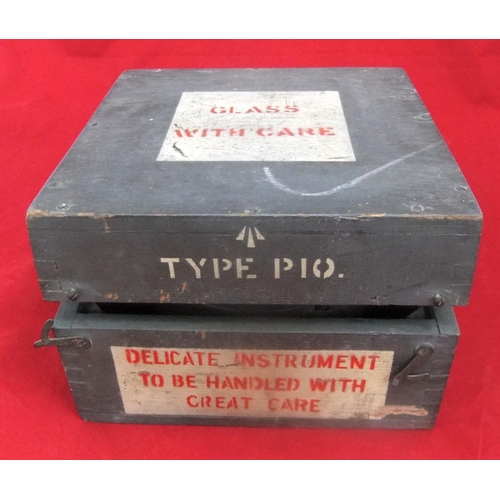 GLASS
WITH CARE
TYPE P10.
DELICATE INSTRUMENT
TO BE HANDLED WITH
GREAT CARE